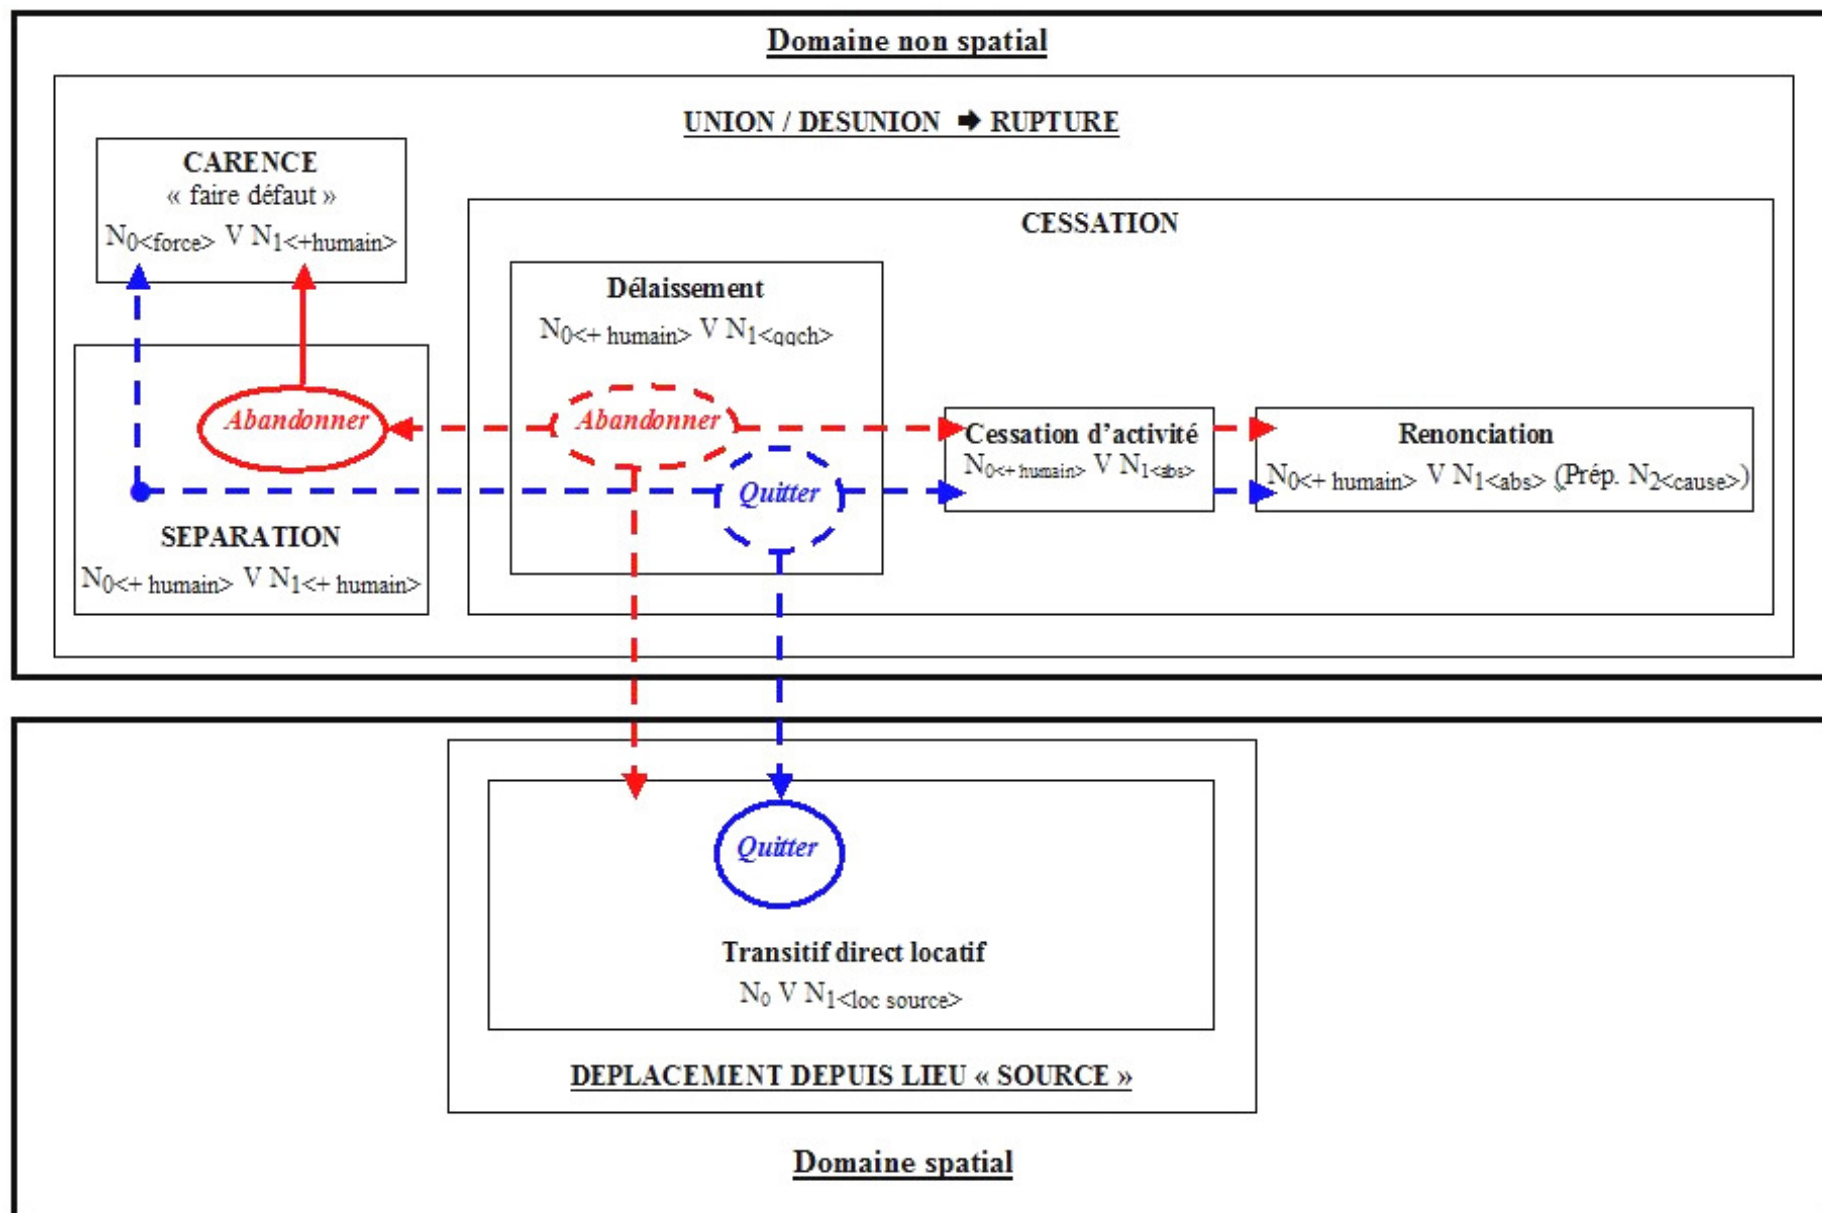 Domaine non spatial
UNION / DESUNION ➡ RUPTURE
CARENCE
« faire défaut »
N0<force> V N1<+humain>
CESSATION
Délaissement
N0<+ humain> V N1<qqch>
Abandonner
Abandonner
Quitter
Cessation d’activité
N0<+ humain> V N1<abs>
Renonciation
N0<+ humain> V N1<abs> (Prép. N2<cause>)
SEPARATION
N0<+ humain> V N1<+ humain>
Quitter
Transitif direct locatif
N0 V N1<loc source>
DEPLACEMENT DEPUIS LIEU « SOURCE »
Domaine spatial